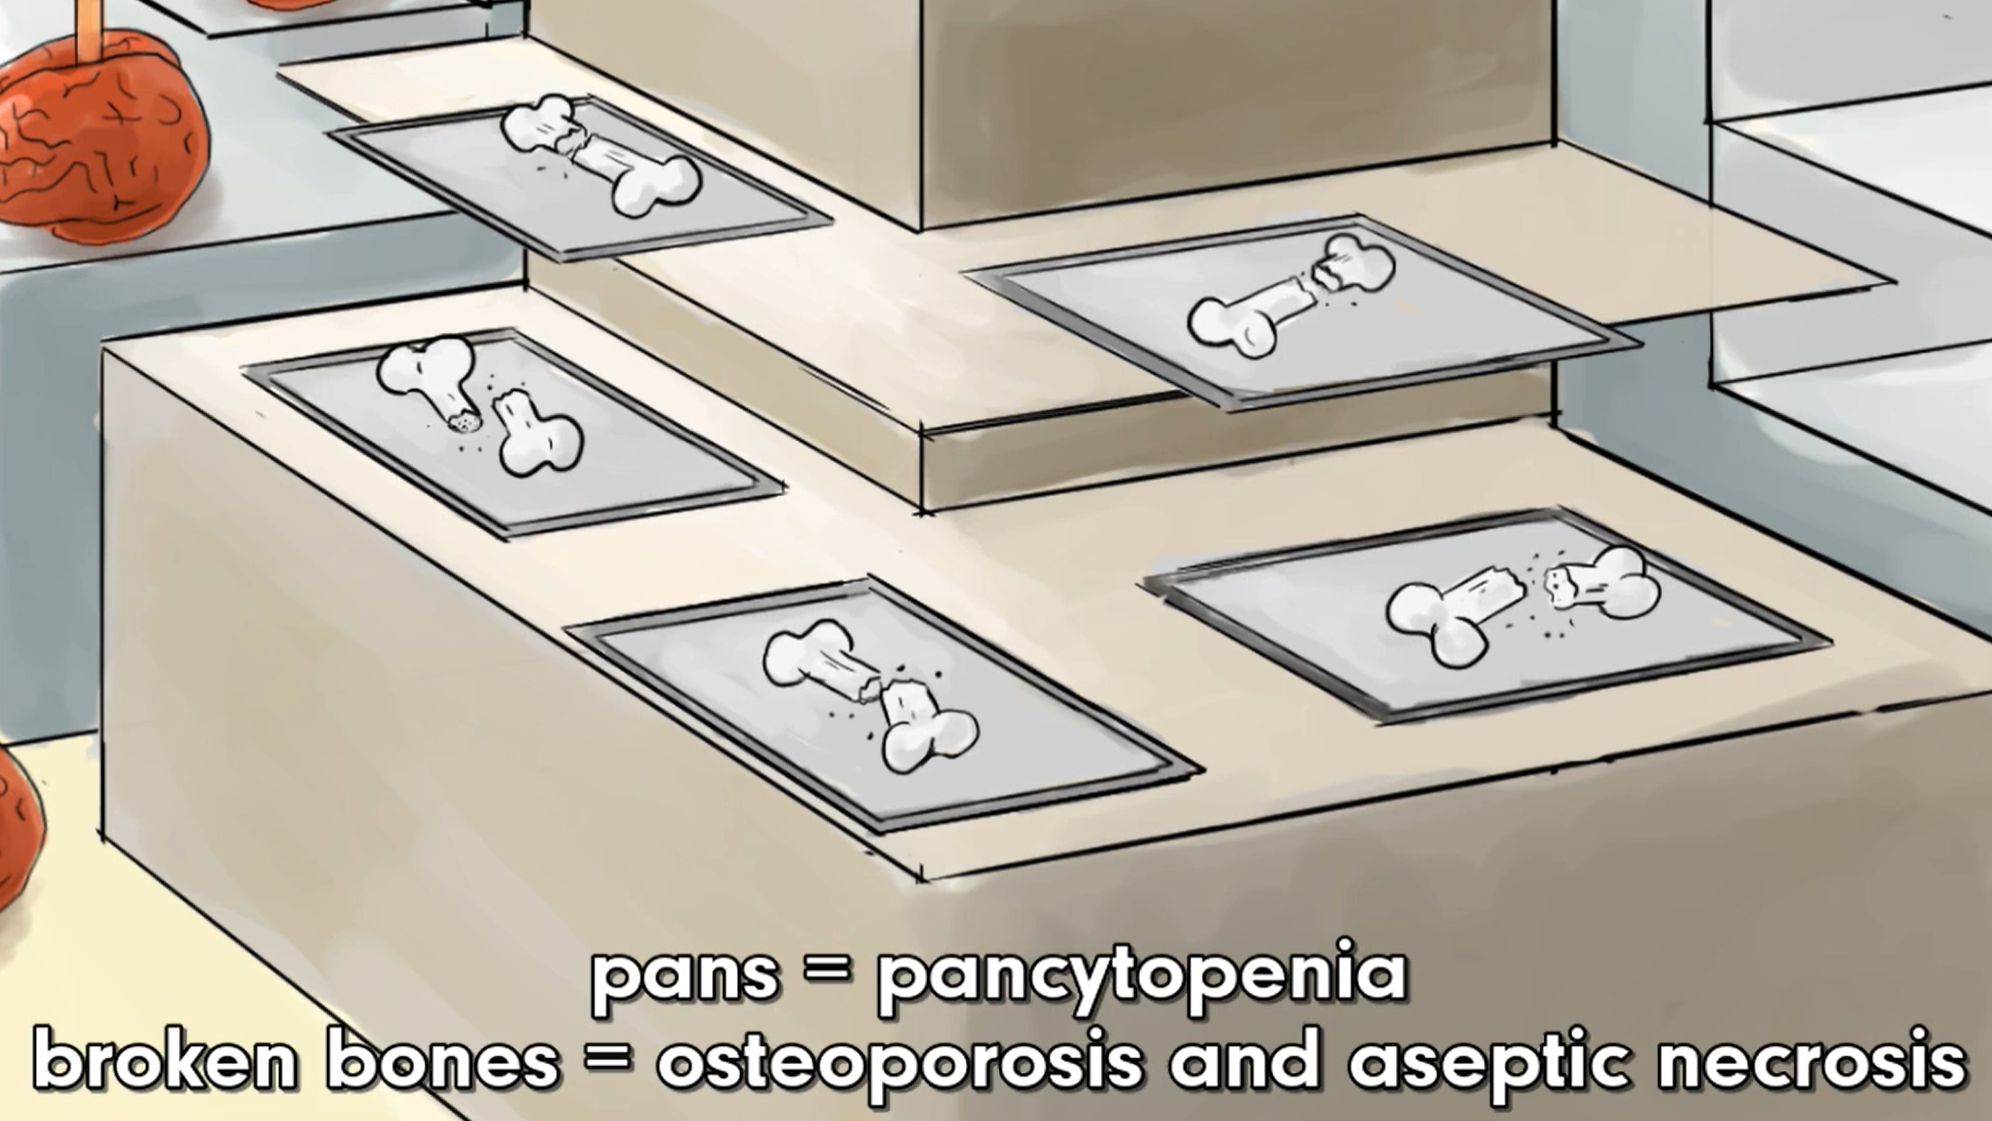 pans = pancytopenia
broken bones = osteoporosis and aseptic necrosis